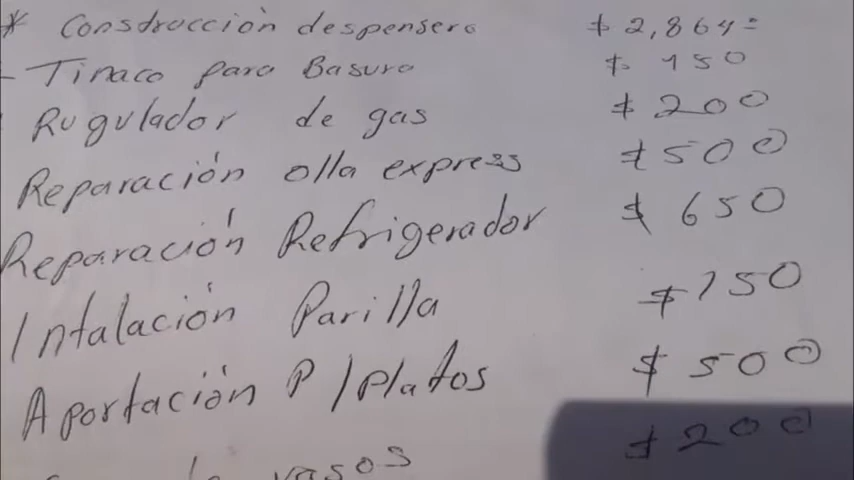 * Construcción despensero $ 2,864=
- Tinaco para Basura $ 150
Rugulador de gas $ 200
Reparación olla express $ 500
Reparación Refrigerador $ 650
Intalación Parilla $ 150
Aportación P/Platos $ 500
vasos $ 200